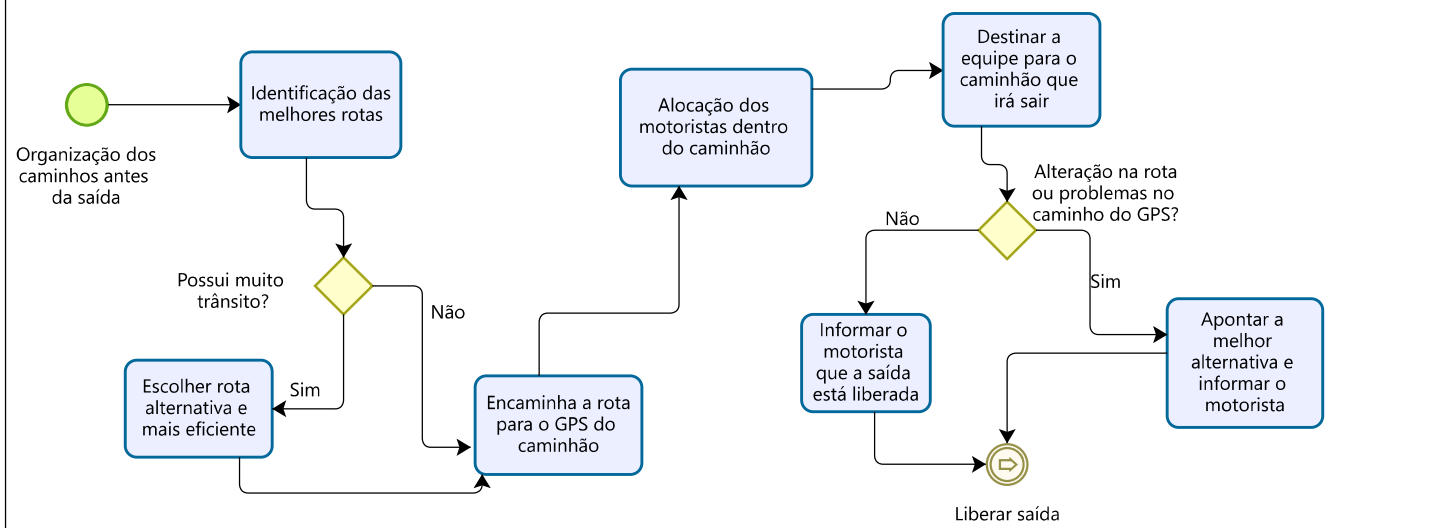 Organização dos
caminhos antes
da saída
Identificação das
melhores rotas
Possui muito
trânsito?
Sim
Não
Escolher rota
alternativa e
mais eficiente
Encaminha a rota
para o GPS do
caminhão
Alocação dos
motoristas dentro
do caminhão
Destinar a
equipe para o
caminhão que
irá sair
Alteração na rota
ou problemas no
caminho do GPS?
Não
Sim
Informar o
motorista
que a saída
está liberada
Apontar a
melhor
alternativa e
informar o
motorista
Liberar saída